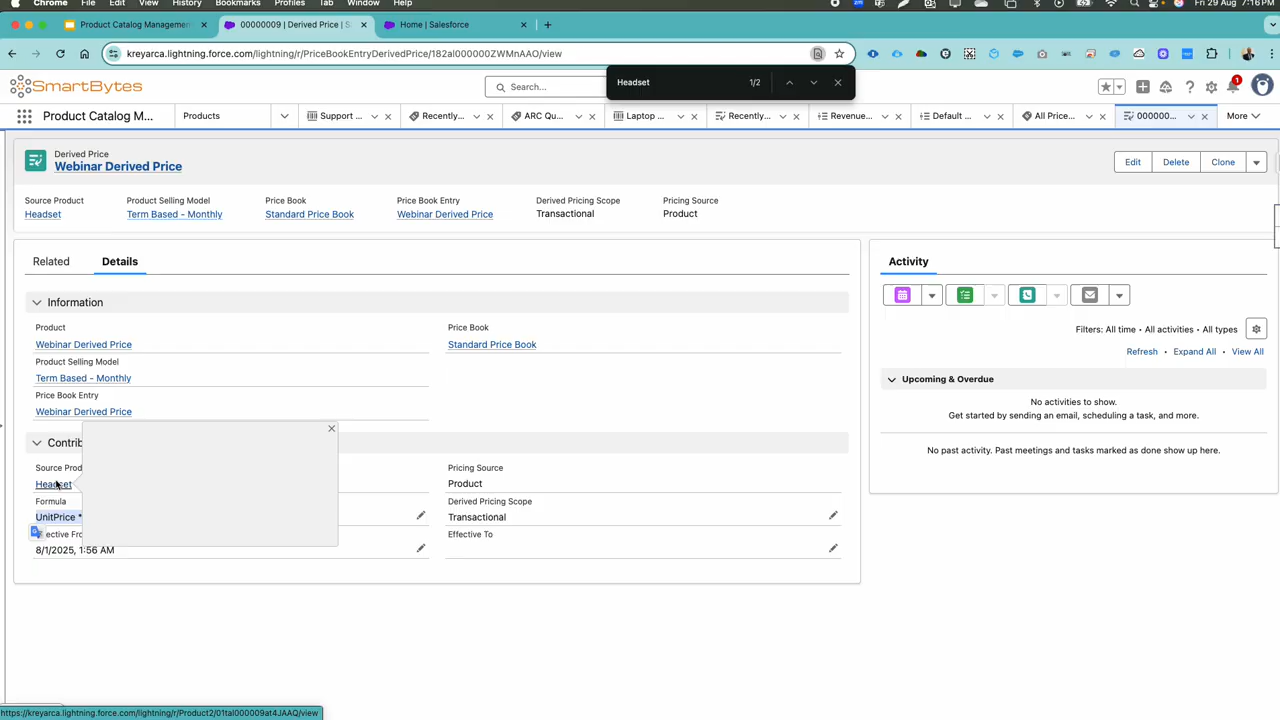 Chrome File Edit View History Bookmarks Profiles Tab Window Help Fri 29 Aug 7:16 PM
Product Catalog Management
00000009 | Derived Price | S
Home | Salesforce
kreyarca.lightning.force.com/lightning/r/PriceBookEntryDerivedPrice/182al000000ZWMnAAO/view
Headset 1/2
SmartBytes
Search...
1
Product Catalog M...
Products
Support ...
Recently...
ARC Qu...
Laptop ...
Recently...
Revenue...
Default ...
All Price...
000000...
More
Derived Price
Webinar Derived Price
Edit
Delete
Clone
Source Product
Product Selling Model
Price Book
Price Book Entry
Derived Pricing Scope
Pricing Source
Headset
Term Based - Monthly
Standard Price Book
Webinar Derived Price
Transactional
Product
Related
Details
Activity
Information
Product
Price Book
Webinar Derived Price
Standard Price Book
Product Selling Model
Term Based - Monthly
Price Book Entry
Webinar Derived Price
Contrib
Source Prod
Pricing Source
Headset
Product
Formula
Derived Pricing Scope
UnitPrice *
Transactional
ective Fro
Effective To
8/1/2025, 1:56 AM
Filters: All time • All activities • All types
Refresh • Expand All • View All
Upcoming & Overdue
No activities to show.
Get started by sending an email, scheduling a task, and more.
No past activity. Past meetings and tasks marked as done show up here.
https://kreyarca.lightning.force.com/lightning/r/Product2/01tal000009at4JAAQ/view